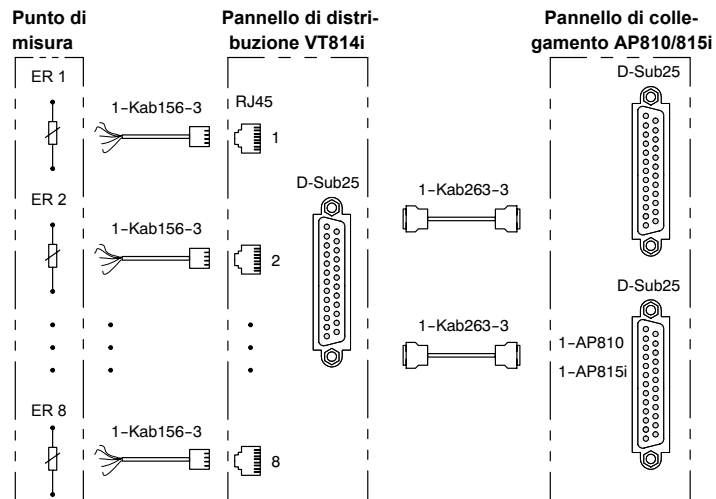 Punto di
misura
Pannello di distri-
buzione VT814i
Pannello di colle-
gamento AP810/815i
ER 1
1-Kab156-3
RJ45
1
D-Sub25
D-Sub25
1-Kab263-3
ER 2
1-Kab156-3
2
D-Sub25
1-Kab263-3
1-AP810
1-AP815i
ER 8
1-Kab156-3
8